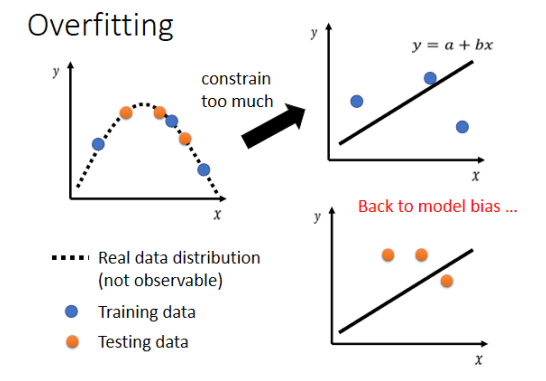 Overfitting
y
constrain
too much
x
y
y = a + bx
x
Back to model bias ...
y
x
Real data distribution
(not observable)
Training data
Testing data